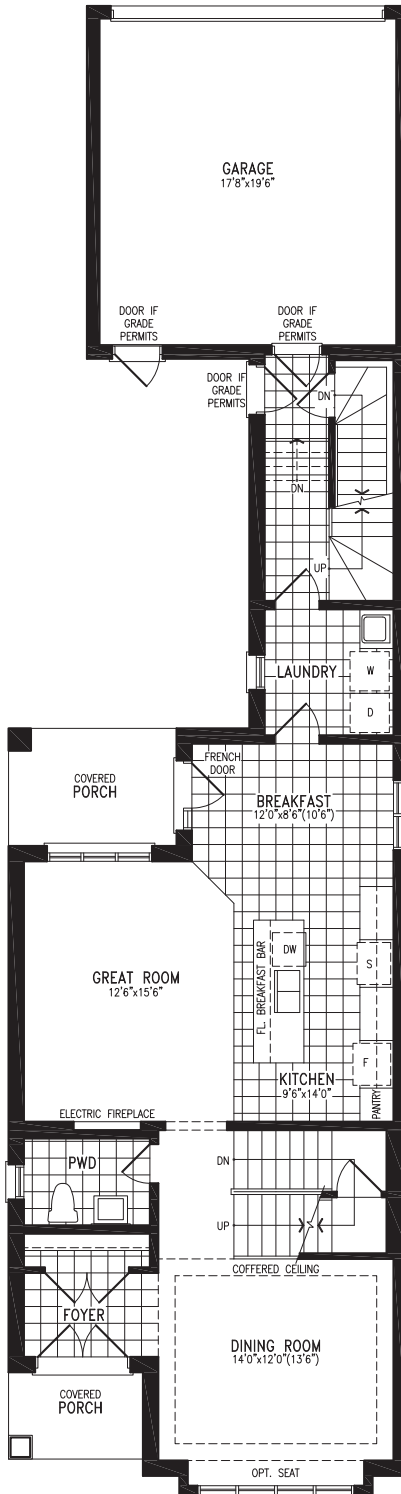 GARAGE
17'8"x19'6"
DOOR IF
GRADE
PERMITS
DOOR IF
GRADE
PERMITS
DOOR IF
GRADE
PERMITS
DN
DN
UP
LAUNDRY
W
D
FRENCH
DOOR
COVERED
PORCH
BREAKFAST
12'0"x8'6"(10'6")
GREAT ROOM
12'6"x15'6"
FL. BREAKFAST BAR
DW
S
F
KITCHEN
9'6"x14'0"
PANTRY
ELECTRIC FIREPLACE
PWD
DN
UP
COFFERED CEILING
FOYER
DINING ROOM
14'0"x12'0"(13'6")
COVERED
PORCH
OPT. SEAT